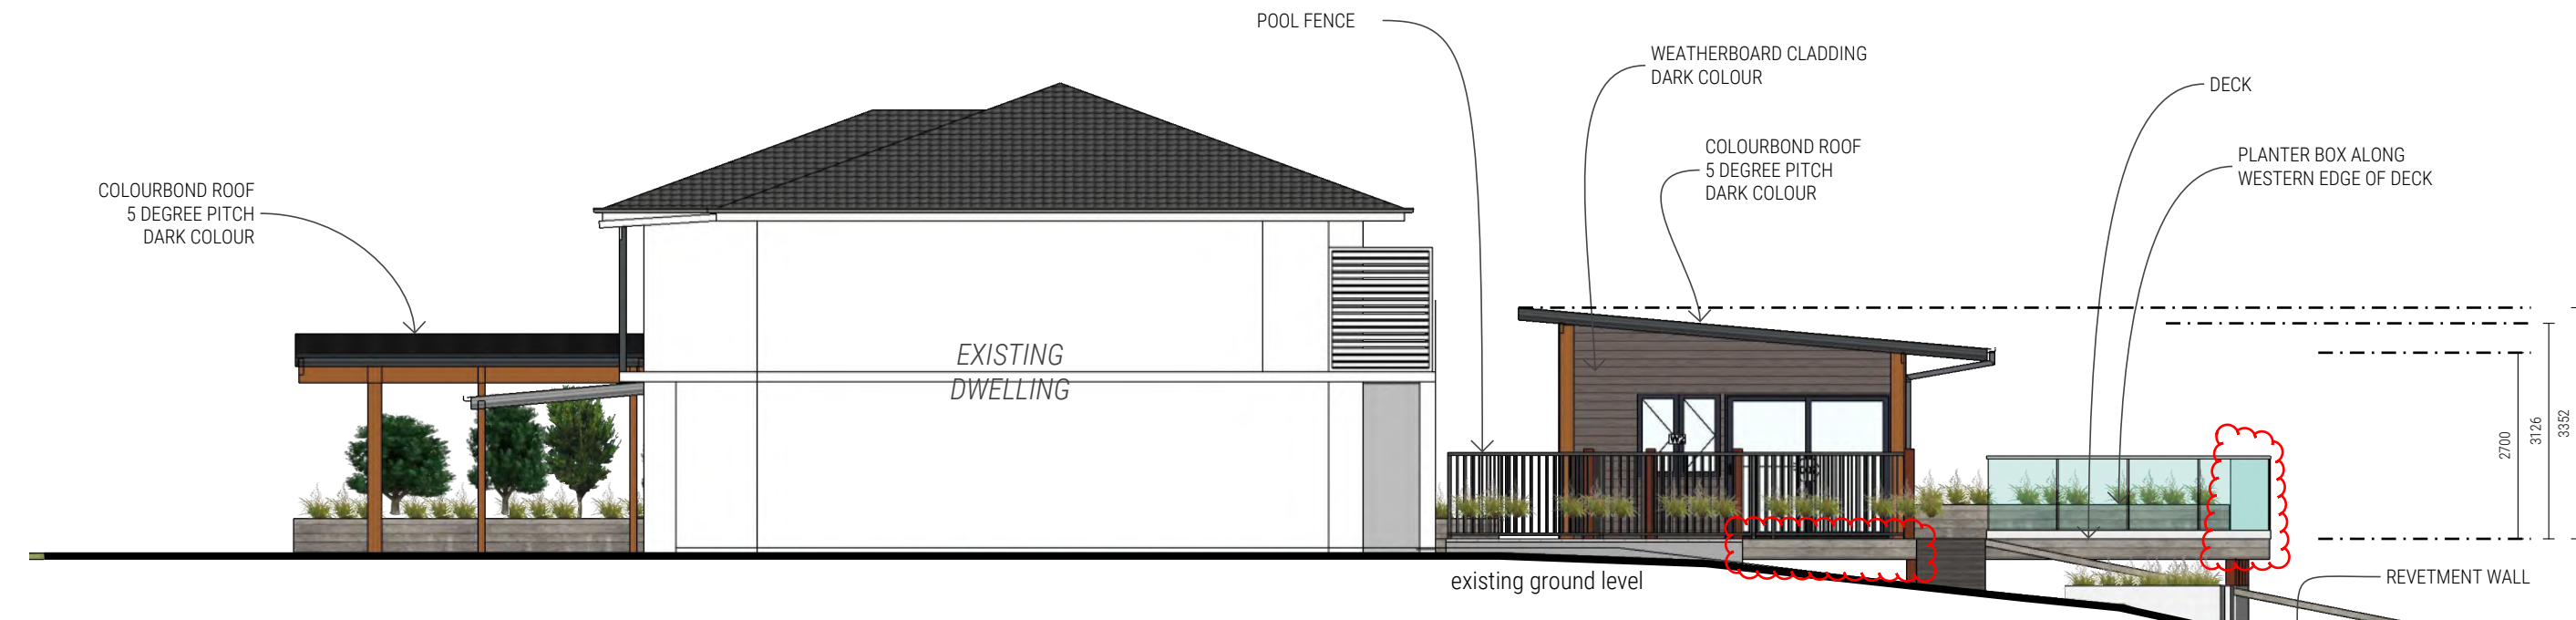 POOL FENCE
WEATHERBOARD CLADDING
DARK COLOUR
DECK
COLOURBOND ROOF
5 DEGREE PITCH
DARK COLOUR
PLANTER BOX ALONG
WESTERN EDGE OF DECK
COLOURBOND ROOF
5 DEGREE PITCH
DARK COLOUR
EXISTING
DWELLING
2700
3126
3352
existing ground level
REVETMENT WALL